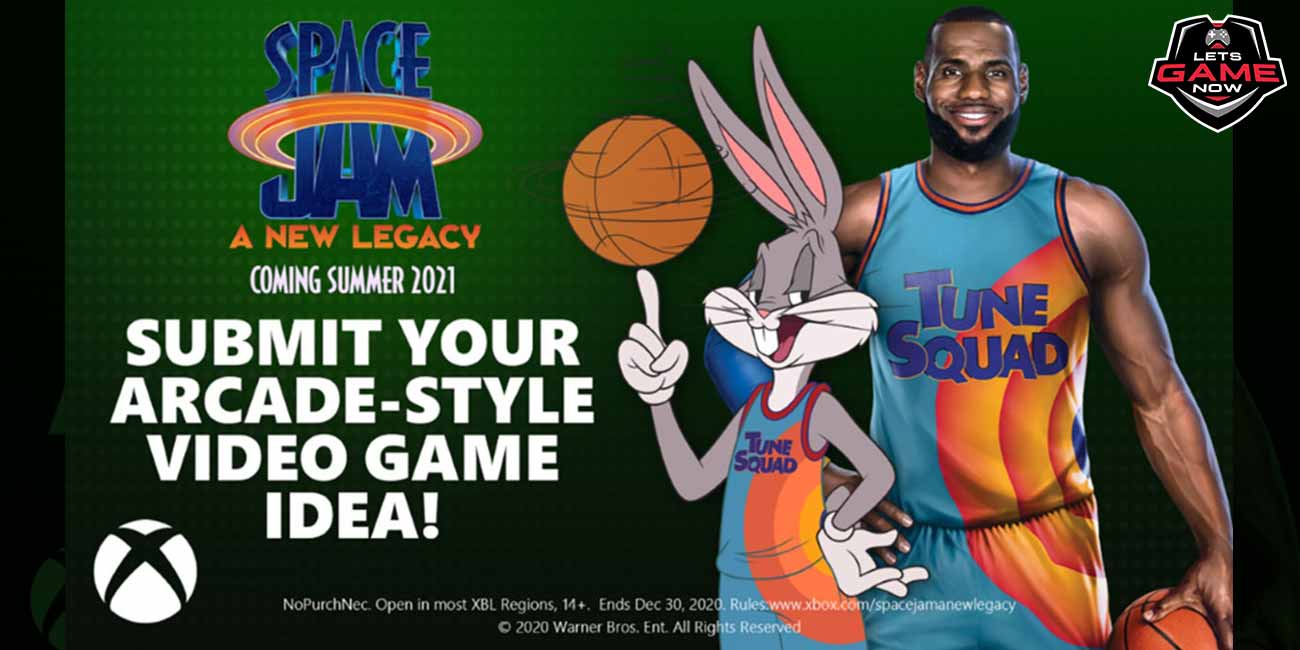 SPACE
JAM
A NEW LEGACY
COMING SUMMER 2021
SUBMIT YOUR
ARCADE-STYLE
VIDEO GAME
IDEA!
TUNE
SQUAD
TUNE
SQUAD
LETS
GAME
NOW
NoPurchNec. Open in most XBL Regions, 14+. Ends Dec 30, 2020. Rules:www.xbox.com/spacejamanewlegacy
© 2020 Warner Bros. Ent. All Rights Reserved